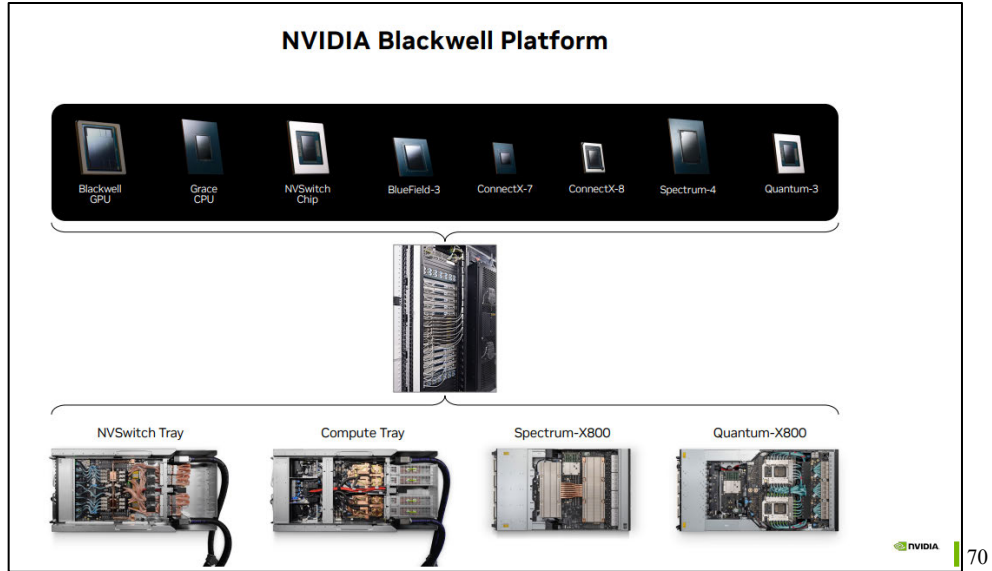 NVIDIA Blackwell Platform
Blackwell
GPU
Grace
CPU
NVSwitch
Chip
BlueField-3
ConnectX-7
ConnectX-8
Spectrum-4
Quantum-3
NVSwitch Tray
Compute Tray
Spectrum-X800
Quantum-X800
NVIDIA
70